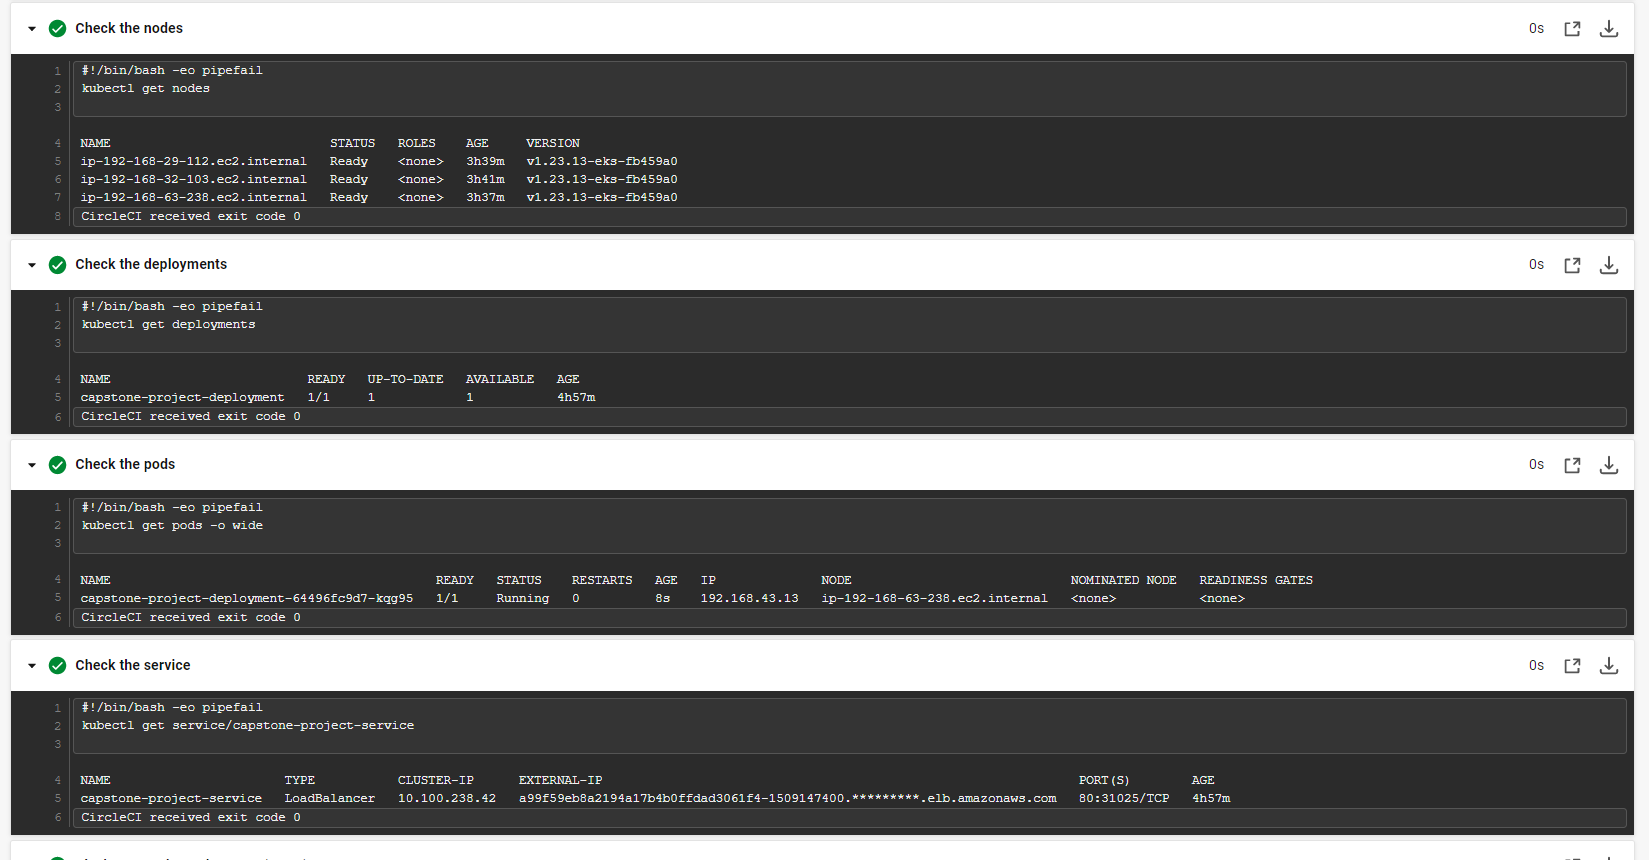 Check the nodes 0s
1 #!/bin/bash -eo pipefail
2 kubectl get nodes
3
4 NAME STATUS ROLES AGE VERSION
5 ip-192-168-29-112.ec2.internal Ready <none> 3h39m v1.23.13-eks-fb459a0
6 ip-192-168-32-103.ec2.internal Ready <none> 3h41m v1.23.13-eks-fb459a0
7 ip-192-168-63-238.ec2.internal Ready <none> 3h37m v1.23.13-eks-fb459a0
8 CircleCI received exit code 0
Check the deployments 0s
1 #!/bin/bash -eo pipefail
2 kubectl get deployments
3
4 NAME READY UP-TO-DATE AVAILABLE AGE
5 capstone-project-deployment 1/1 1 1 4h57m
6 CircleCI received exit code 0
Check the pods 0s
1 #!/bin/bash -eo pipefail
2 kubectl get pods -o wide
3
4 NAME READY STATUS RESTARTS AGE IP NODE NOMINATED NODE READINESS GATES
5 capstone-project-deployment-64496fc9d7-kqg95 1/1 Running 0 8s 192.168.43.13 ip-192-168-63-238.ec2.internal <none> <none>
6 CircleCI received exit code 0
Check the service 0s
1 #!/bin/bash -eo pipefail
2 kubectl get service/capstone-project-service
3
4 NAME TYPE CLUSTER-IP EXTERNAL-IP PORT(S) AGE
5 capstone-project-service LoadBalancer 10.100.238.42 a99f59eb8a2194a17b4b0ffdad3061f4-1509147400.*********.elb.amazonaws.com 80:31025/TCP 4h57m
6 CircleCI received exit code 0